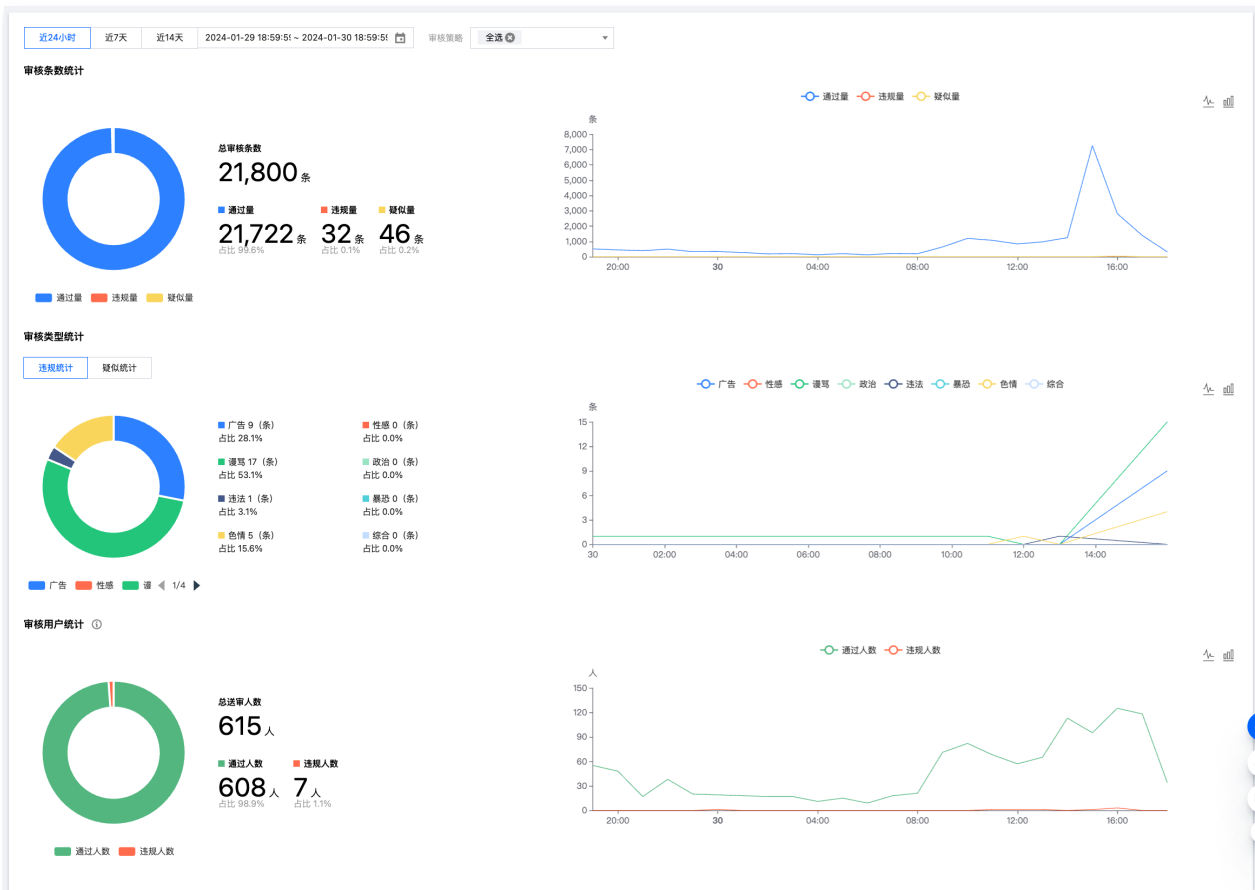 近24小时 近7天 近14天 2024-01-29 18:59:59 ~ 2024-01-30 18:59:59 审核策略 全选
审核条数统计
通过量 违规量 疑似量
条
8,000
7,000
6,000
5,000
4,000
3,000
2,000
1,000
0
20:00 30 04:00 08:00 12:00 16:00
总审核条数
21,800 条
通过量 违规量 疑似量
21,722 条 32 条 46 条
占比 99.6% 占比 0.1% 占比 0.2%
通过量 违规量 疑似量
审核类型统计
违规统计 疑似统计
广告 性感 谩骂 政治 违法 暴恐 色情 综合
条
15
12
9
6
3
0
30 02:00 04:00 06:00 08:00 10:00 12:00 14:00
广告 9（条） 性感 0（条）
占比 28.1% 占比 0.0%
谩骂 17（条） 政治 0（条）
占比 53.1% 占比 0.0%
违法 1（条） 暴恐 0（条）
占比 3.1% 占比 0.0%
色情 5（条） 综合 0（条）
占比 15.6% 占比 0.0%
广告 性感 谩 1/4
审核用户统计
通过人数 违规人数
人
150
120
90
60
30
0
20:00 30 04:00 08:00 12:00 16:00
总送审人数
615 人
通过人数 违规人数
608 人 7 人
占比 98.9% 占比 1.1%
通过人数 违规人数